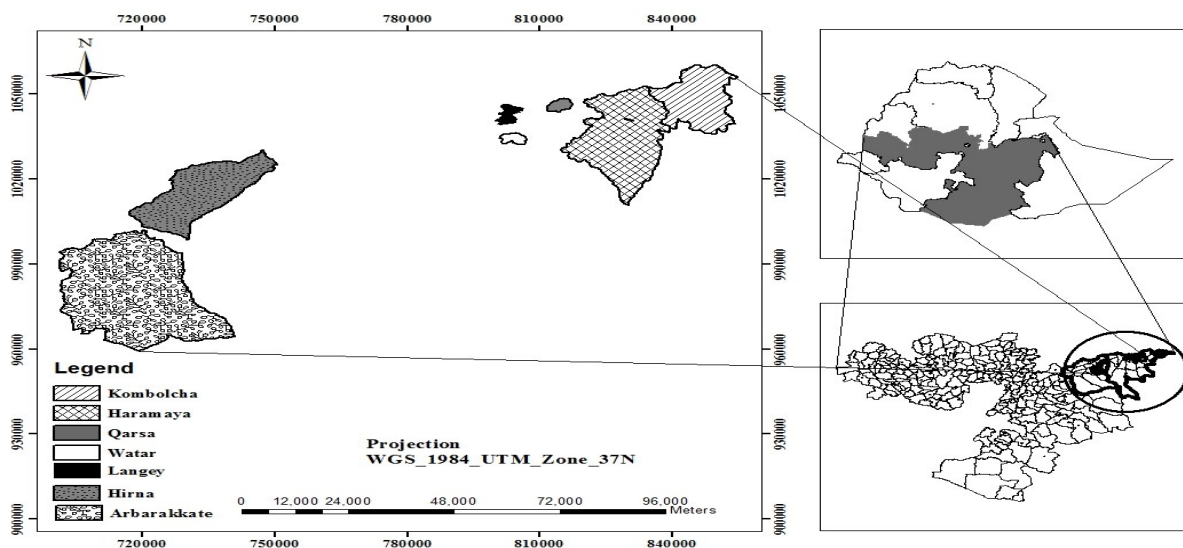 720000 750000 780000 810000 840000
N
1050000 1050000
1020000 1020000
990000 990000
960000 960000
930000 930000
900000 900000
Legend
Kombolcha
Haramaya
Qarsa
Watar
Langey
Hirna
Arbarakkate
Projection
WGS_1984_UTM_Zone_37N
0 12,000 24,000 48,000 72,000 96,000
Meters
720000 750000 780000 810000 840000